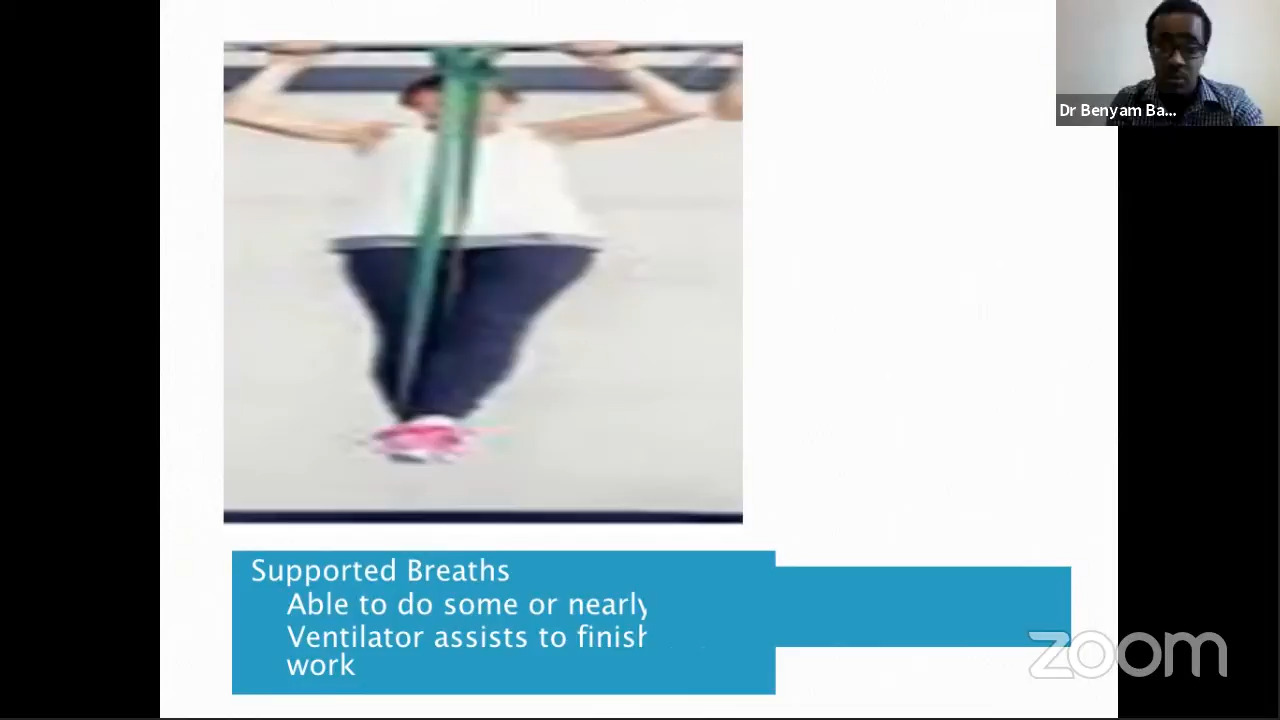 Dr Benyam Ba...
Supported Breaths
Able to do some or nearly
Ventilator assists to finish
work
zoom